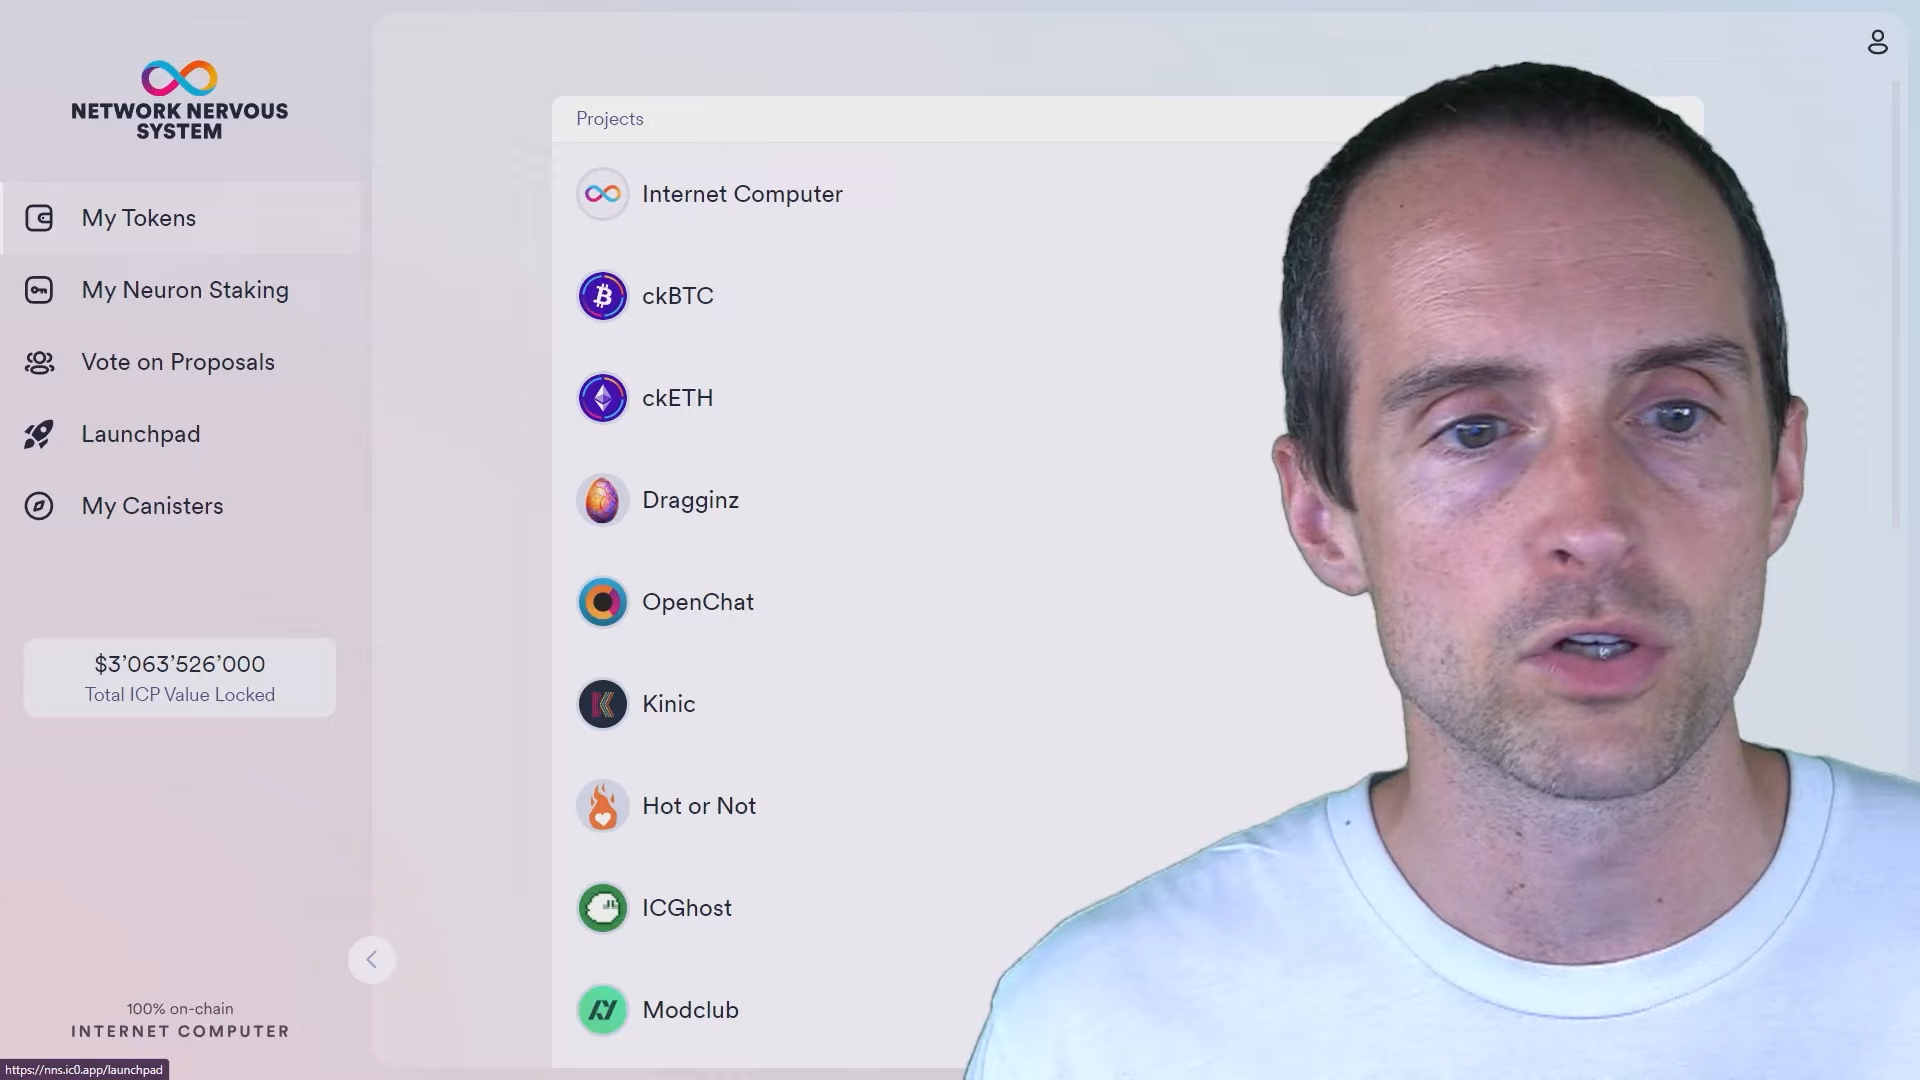 NETWORK NERVOUS
SYSTEM
My Tokens
My Neuron Staking
Vote on Proposals
Launchpad
My Canisters
$3’063’526’000
Total ICP Value Locked
100% on-chain
INTERNET COMPUTER
https://nns.ic0.app/launchpad
Projects
Internet Computer
ckBTC
ckETH
Dragginz
OpenChat
Kinic
Hot or Not
ICGhost
Modclub